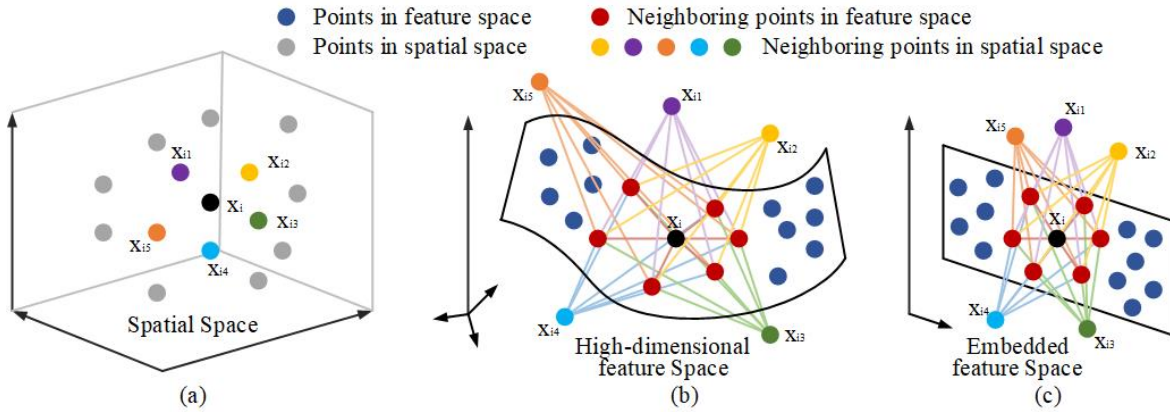 Points in feature space
Neighboring points in feature space
Points in spatial space
Neighboring points in spatial space
Xi1
Xi2
Xi
Xi3
Xi5
Xi4
Spatial Space
(a)
Xi5
Xi1
Xi2
Xi
Xi4
Xi3
High-dimensional
feature Space
(b)
Xi1
Xi5
Xi2
Xi
Xi4
Xi3
Embedded
feature Space
(c)